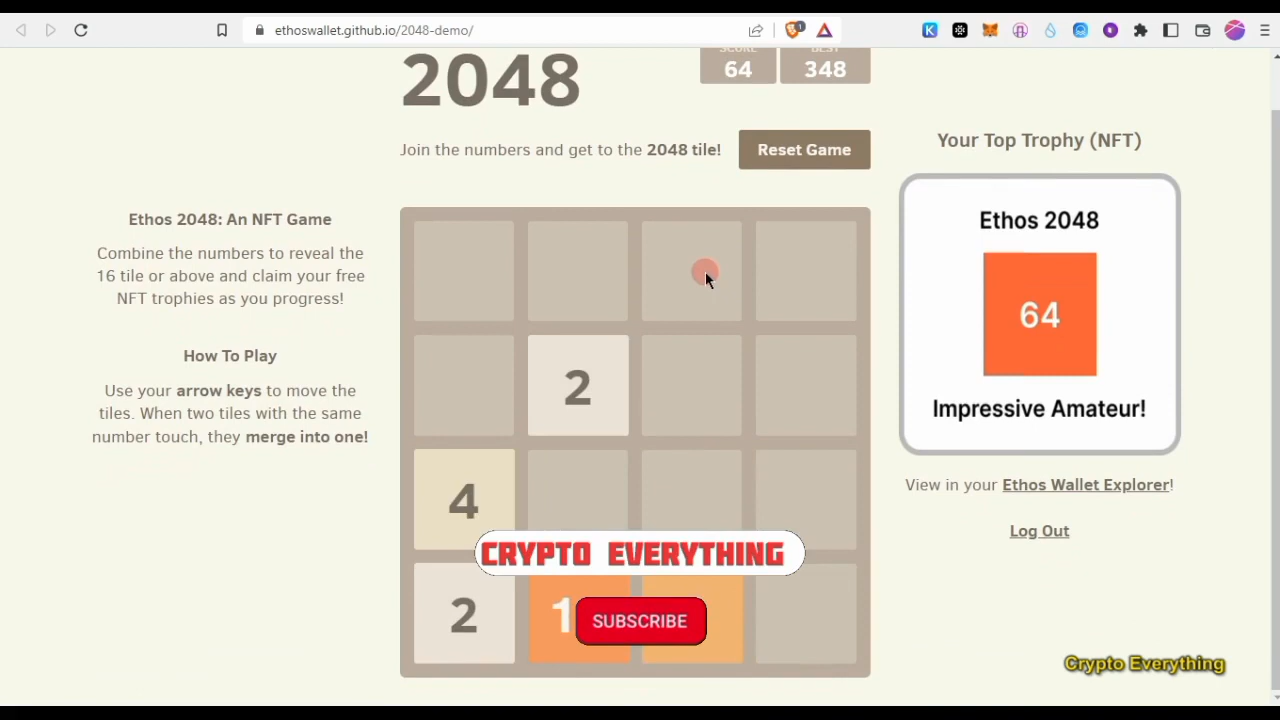 ethoswallet.github.io/2048-demo/
1
2048
SCORE
64
BEST
348
Join the numbers and get to the 2048 tile!
Reset Game
Ethos 2048: An NFT Game
Combine the numbers to reveal the
16 tile or above and claim your free
NFT trophies as you progress!
How To Play
Use your arrow keys to move the
tiles. When two tiles with the same
number touch, they merge into one!
2
4
2
CRYPTO EVERYTHING
SUBSCRIBE
Your Top Trophy (NFT)
Ethos 2048
64
Impressive Amateur!
View in your Ethos Wallet Explorer!
Log Out
Crypto Everything